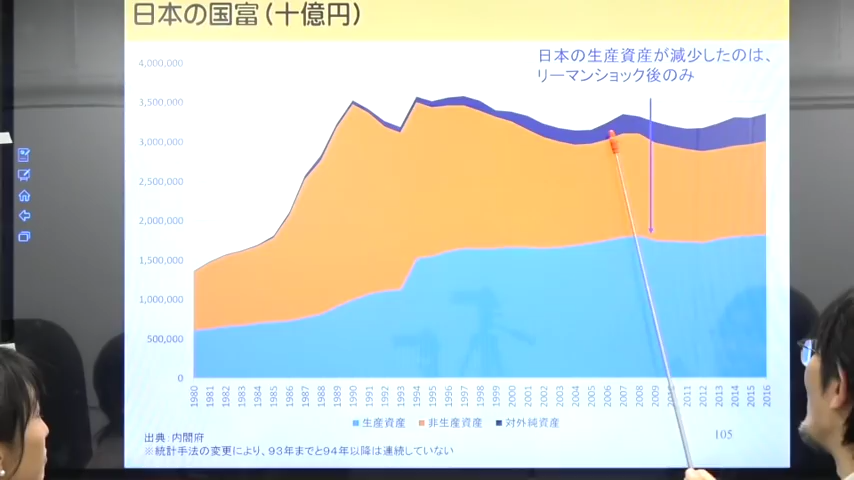 日本の国富（十億円）
日本の生産資産が減少したのは、
リーマンショック後のみ
4,000,000
3,500,000
3,000,000
2,500,000
2,000,000
1,500,000
1,000,000
500,000
0
1880 1981 1982 1983 1984 1985 1986 1987 1988 1989 1990 1991 1992 1993 1994 1995 1996 1997 1998 1999 2000 2001 2002 2003 2004 2005 2006 2007 2008 2009 2010 2011 2012 2013 2014 2015 2016
生産資産 非生産資産 対外純資産
出典：内閣府
※統計手法の変更により、93年までと94年以降は連続していない
105